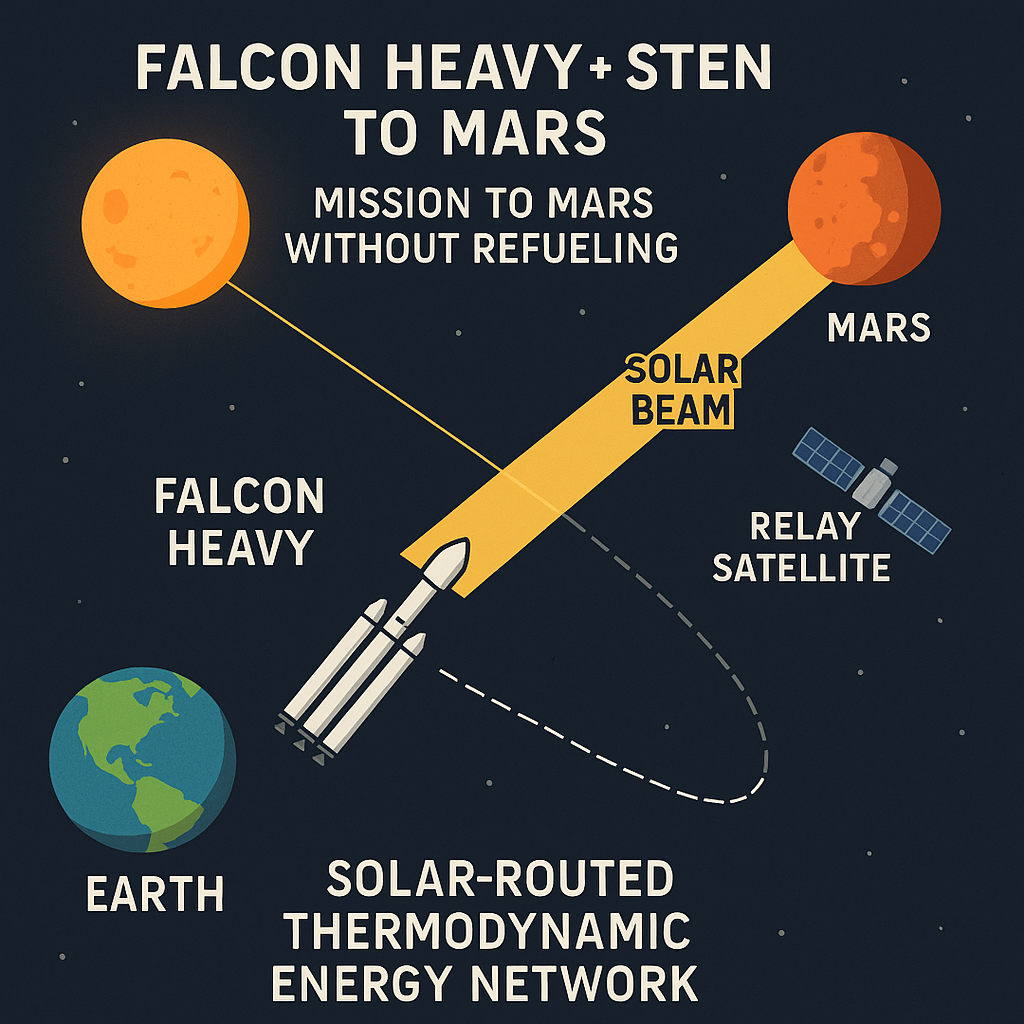 FALCON HEAVY + STEN
TO MARS
MISSION TO MARS
WITHOUT REFUELING
MARS
SOLAR
BEAM
FALCON
HEAVY
RELAY
SATELLITE
EARTH
SOLAR-ROUTED
THERMODYNAMIC
ENERGY NETWORK